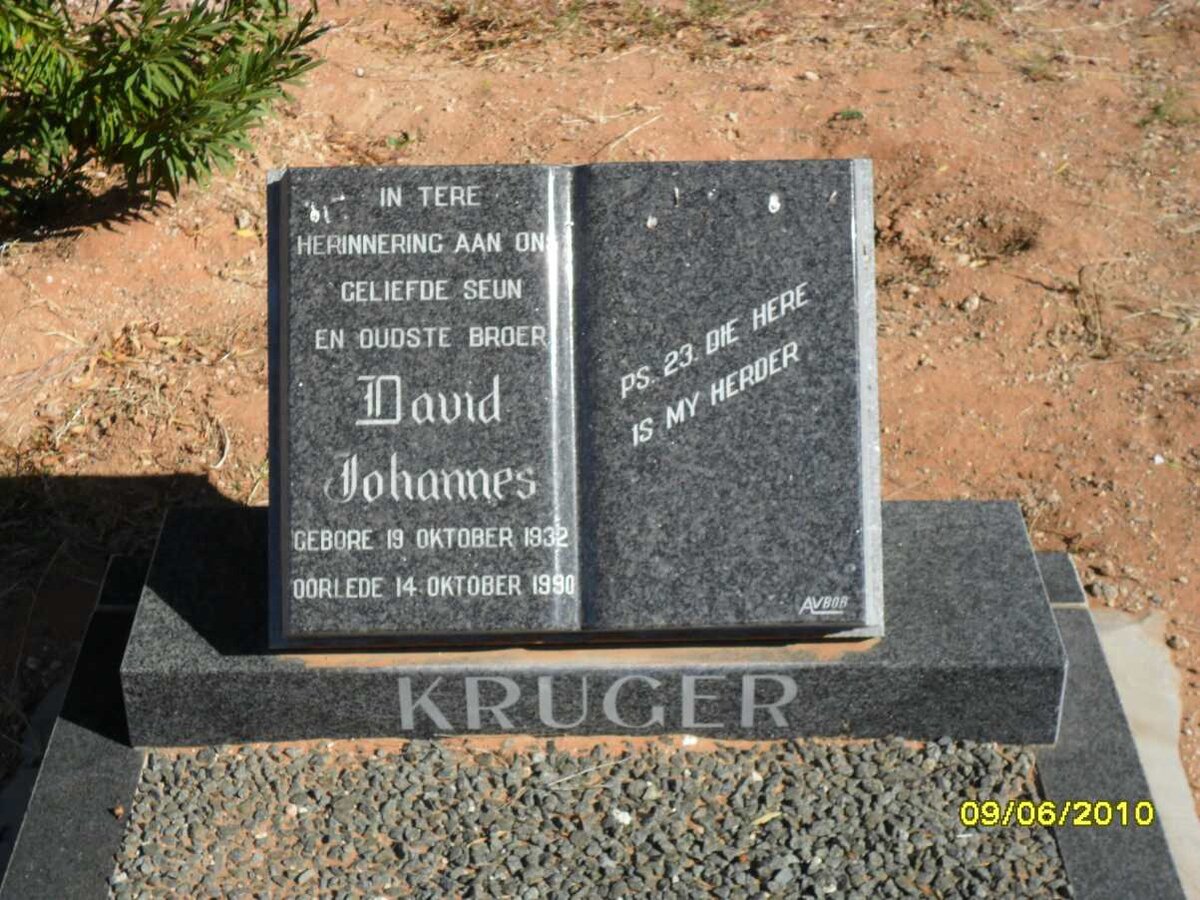 IN TERE
HERINNERING AAN ONS
GELIEFDE SEUN
EN OUDSTE BROER
David
Johannes
GEBORE 19 OKTOBER 1932
OORLEDE 14 OKTOBER 1990
PS. 23. DIE HERE
IS MY HERDER
AVBOB
KRUGER
09/06/2010